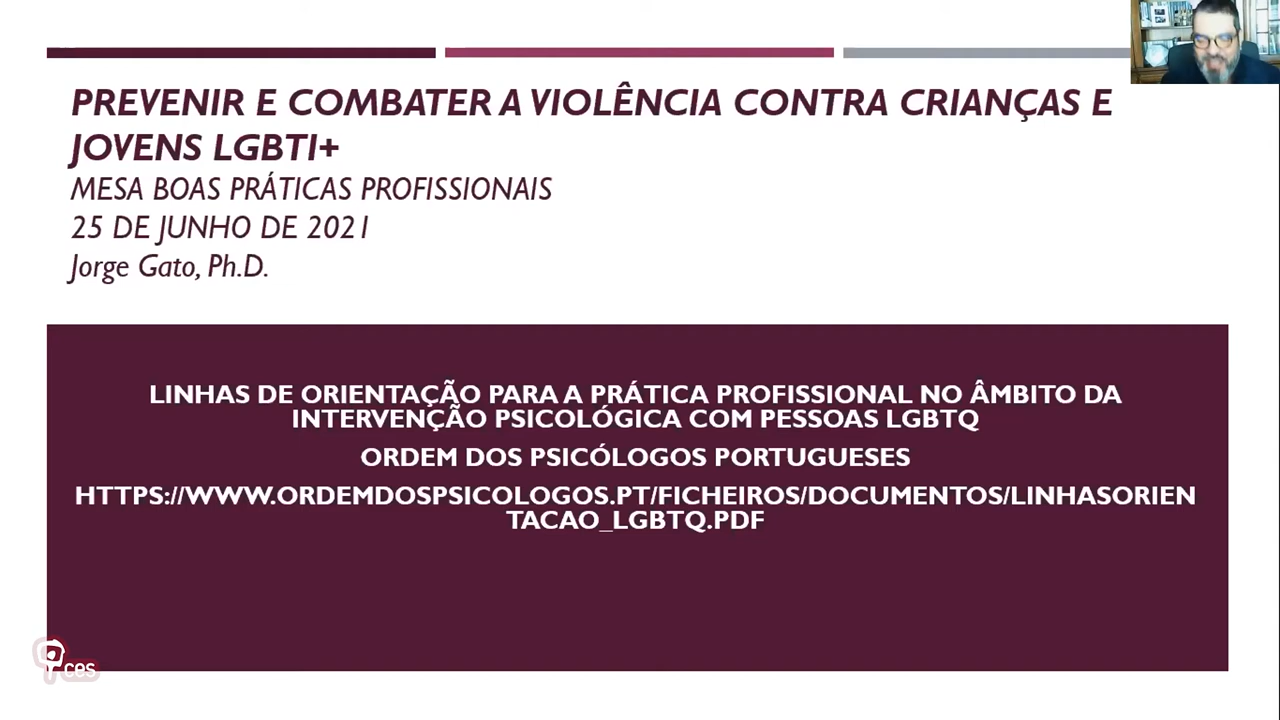 PREVENIR E COMBATER A VIOLÊNCIA CONTRA CRIANÇAS E
JOVENS LGBTI+
MESA BOAS PRÁTICAS PROFISSIONAIS
25 DE JUNHO DE 2021
Jorge Gato, Ph.D.
LINHAS DE ORIENTAÇÃO PARA A PRÁTICA PROFISSIONAL NO ÂMBITO DA
INTERVENÇÃO PSICOLÓGICA COM PESSOAS LGBTQ
ORDEM DOS PSICÓLOGOS PORTUGUESES
HTTPS://WWW.ORDEMDOSPSICOLOGOS.PT/FICHEIROS/DOCUMENTOS/LINHASORIEN
TACAO_LGBTQ.PDF
ces